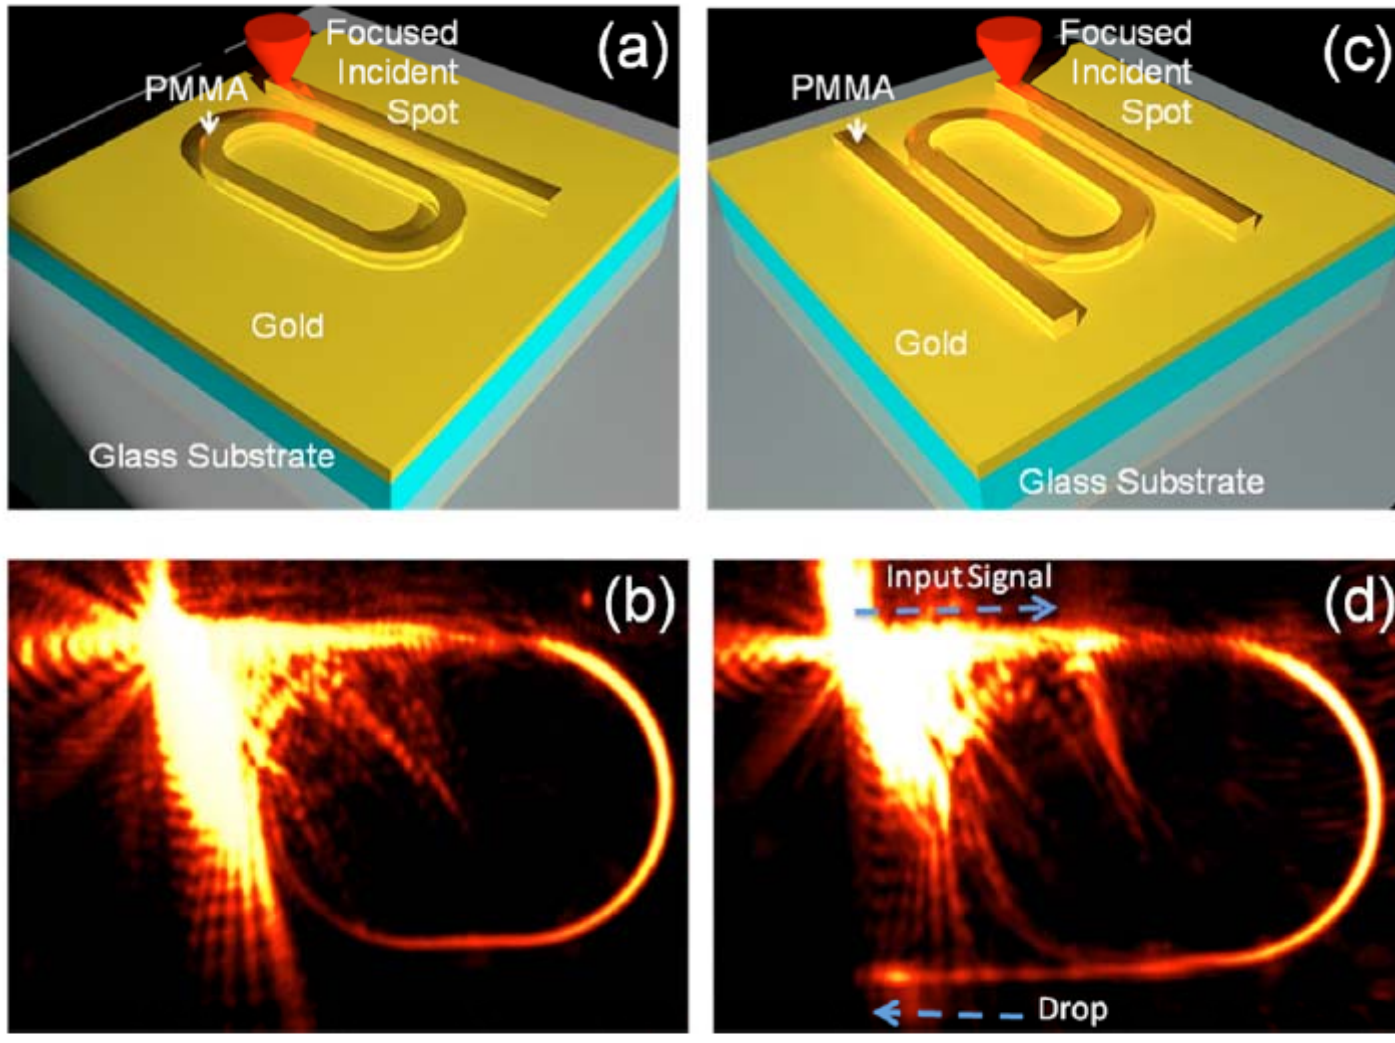 (a)
Focused
Incident
Spot
PMMA
Gold
Glass Substrate
(c)
Focused
Incident
Spot
PMMA
Gold
Glass Substrate
(b)
(d)
Input Signal
Drop